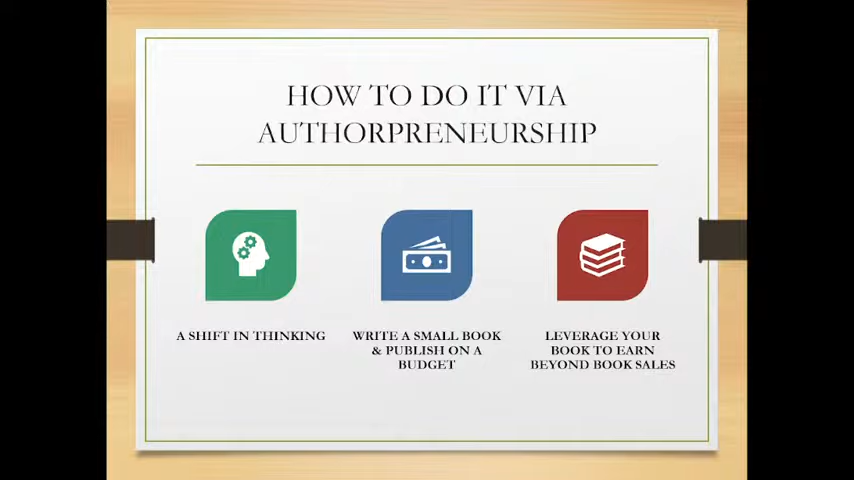 HOW TO DO IT VIA
AUTHORPRENEURSHIP
A SHIFT IN THINKING
WRITE A SMALL BOOK
& PUBLISH ON A
BUDGET
LEVERAGE YOUR
BOOK TO EARN
BEYOND BOOK SALES